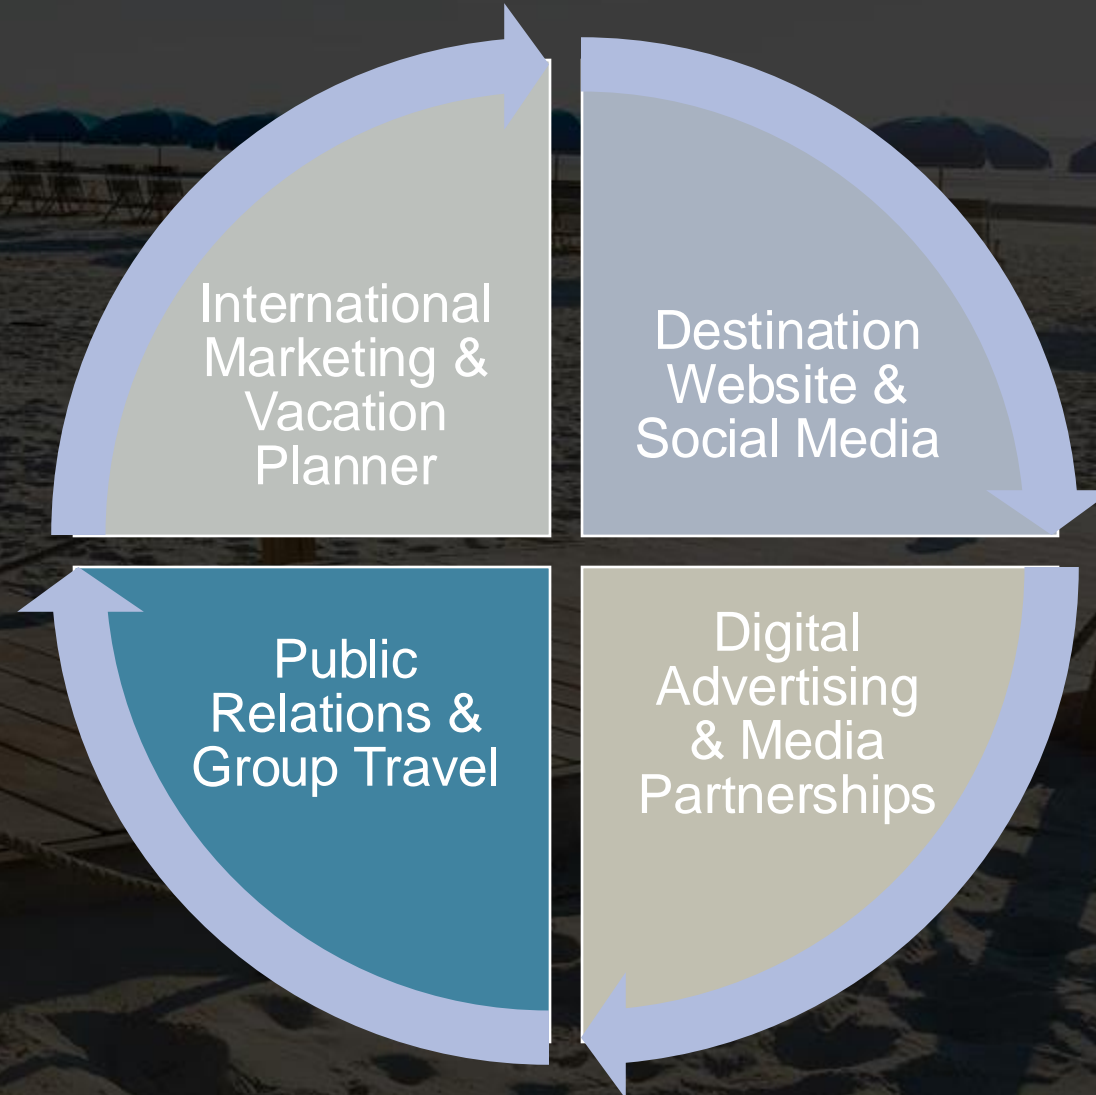 International
Marketing &
Vacation
Planner
Destination
Website &
Social Media
Public
Relations &
Group Travel
Digital
Advertising
& Media
Partnerships